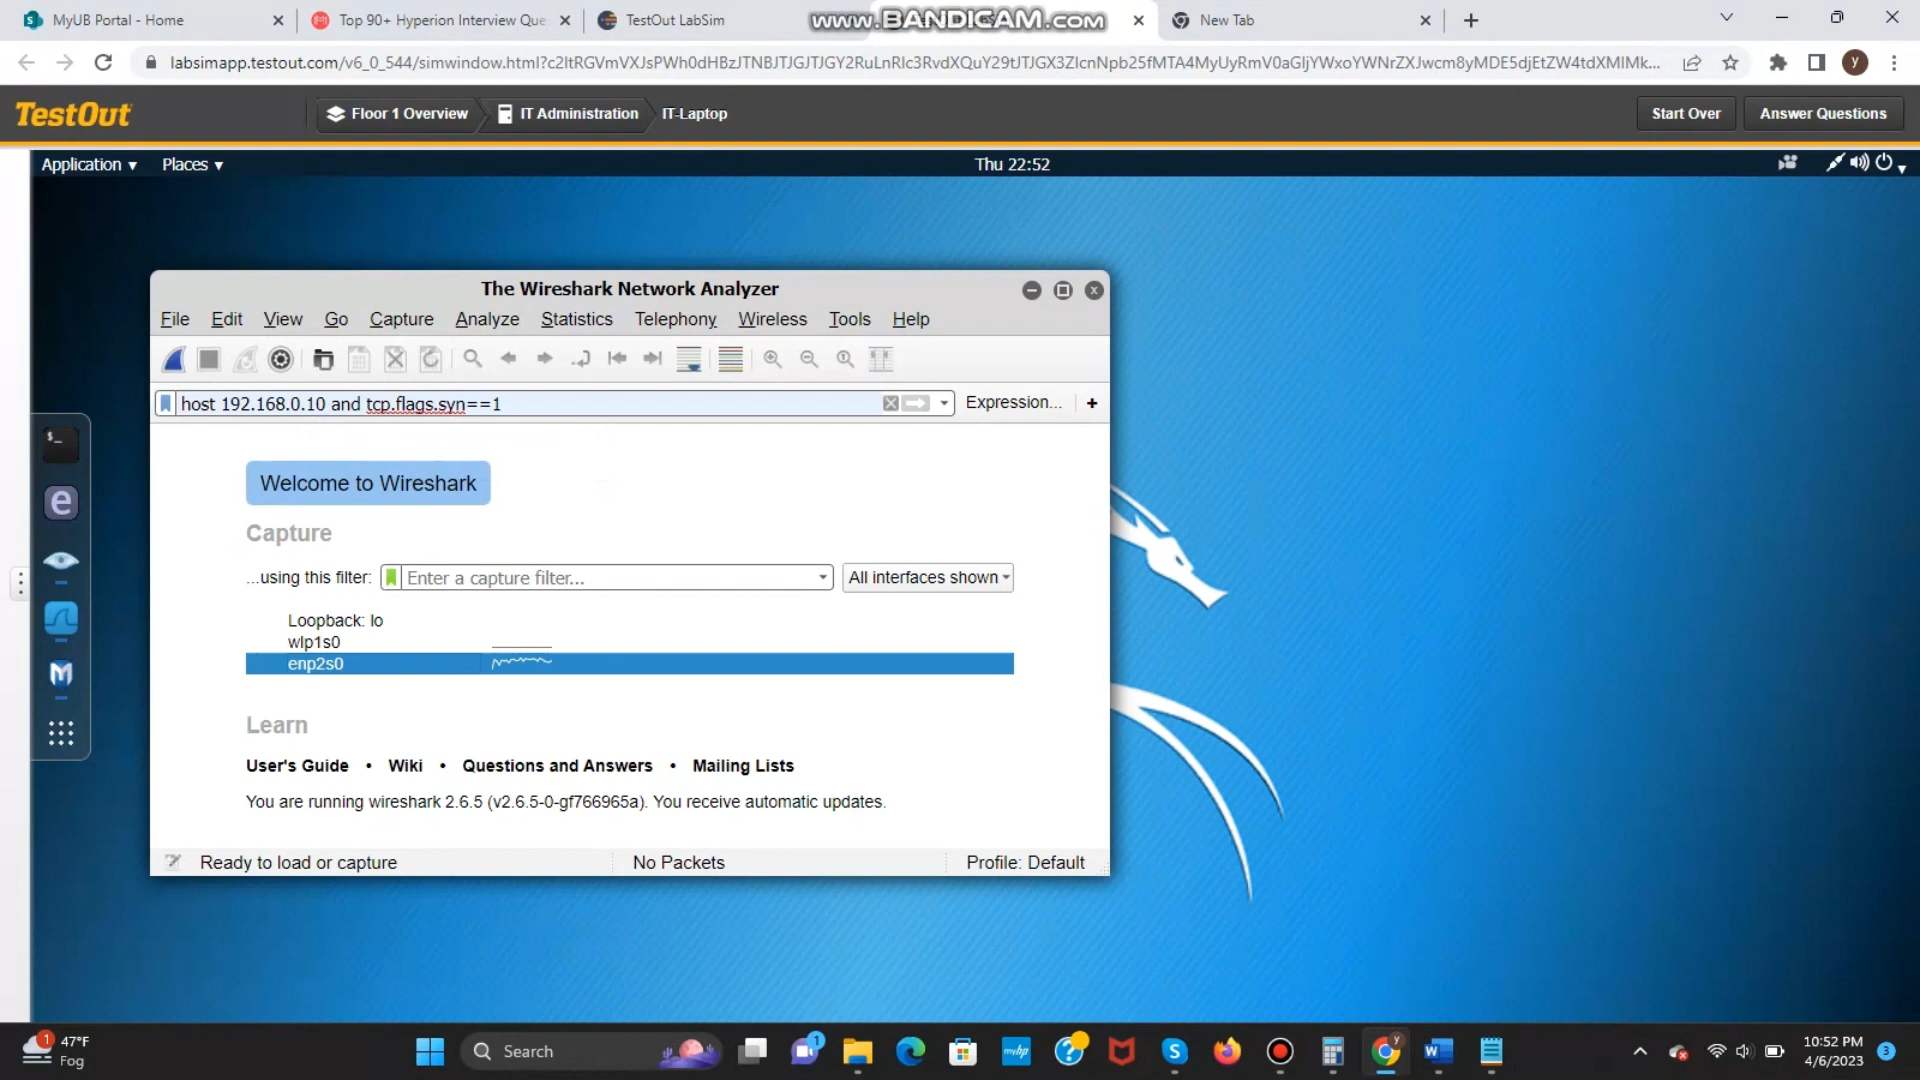 MyUB Portal - Home
Top 90+ Hyperion Interview Que
TestOut LabSim
www.BANDICAM.com
New Tab
labsimapp.testout.com/v6_0_544/simwindow.html?c2ltRGVmVXJsPWh0dHBzJTNBJTJGJTJGY2RuLnRlc3RvdXQuY29tJTJGX3ZlcnNpb25fMTA4MyUyRmV0aGljYWxoYWNrZXJwcm8yMDE5djEtZW4tdXMlMk...
y
TestOut
Floor 1 Overview
IT Administration
IT-Laptop
Start Over
Answer Questions
Application
Places
Thu 22:52
The Wireshark Network Analyzer
File Edit View Go Capture Analyze Statistics Telephony Wireless Tools Help
host 192.168.0.10 and tcp.flags.syn==1
Expression...
+
Welcome to Wireshark
Capture
...using this filter:
Enter a capture filter...
All interfaces shown
Loopback: lo
wlp1s0
enp2s0
Learn
User's Guide • Wiki • Questions and Answers • Mailing Lists
You are running wireshark 2.6.5 (v2.6.5-0-gf766965a). You receive automatic updates.
Ready to load or capture
No Packets
Profile: Default
$_
e
M
1
47°F
Fog
Search
1
myhp
?
S
y
W
10:52 PM
4/6/2023
3